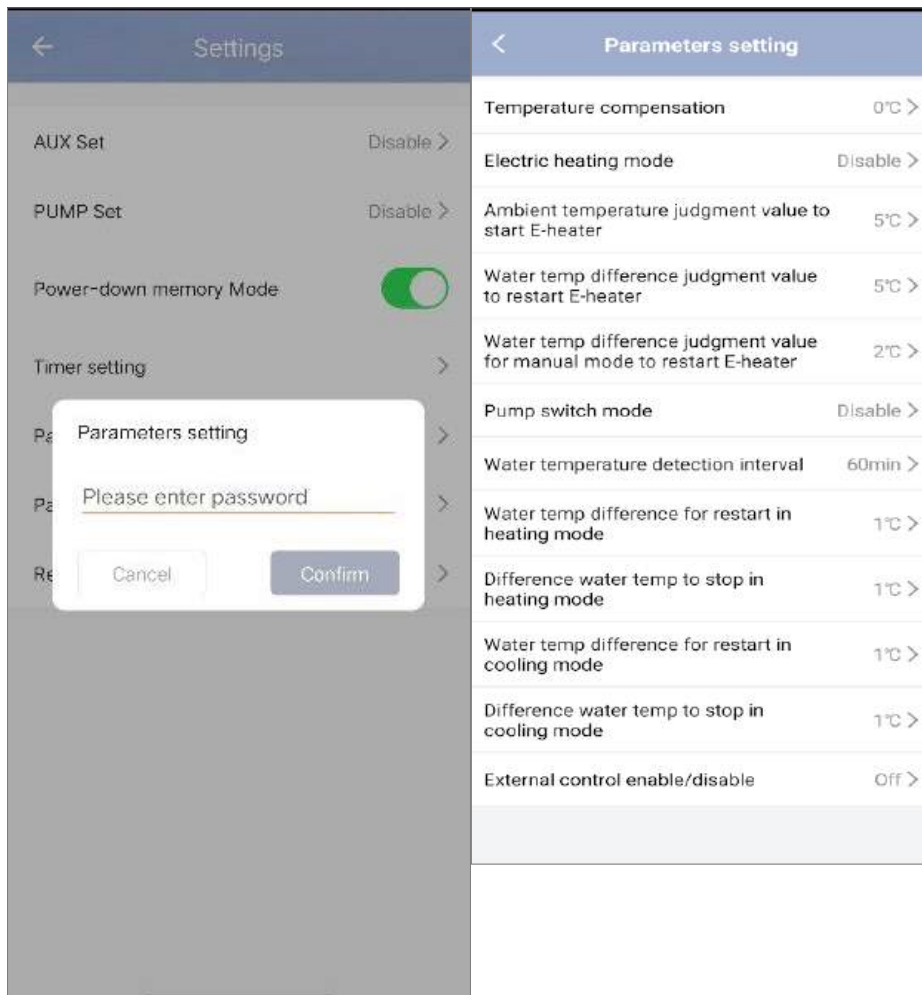 Settings
AUX Set
Disable
PUMP Set
Disable
Power-down memory Mode
Timer setting
Pa
Parameters setting
Pa
Please enter password
Re
Cancel
Confirm
Parameters setting
Temperature compensation
0°C
Electric heating mode
Disable
Ambient temperature judgment value to
start E-heater
5°C
Water temp difference judgment value
to restart E-heater
5°C
Water temp difference judgment value
for manual mode to restart E-heater
2°C
Pump switch mode
Disable
Water temperature detection interval
60min
Water temp difference for restart in
heating mode
1°C
Difference water temp to stop in
heating mode
1°C
Water temp difference for restart in
cooling mode
1°C
Difference water temp to stop in
cooling mode
1°C
External control enable/disable
Off